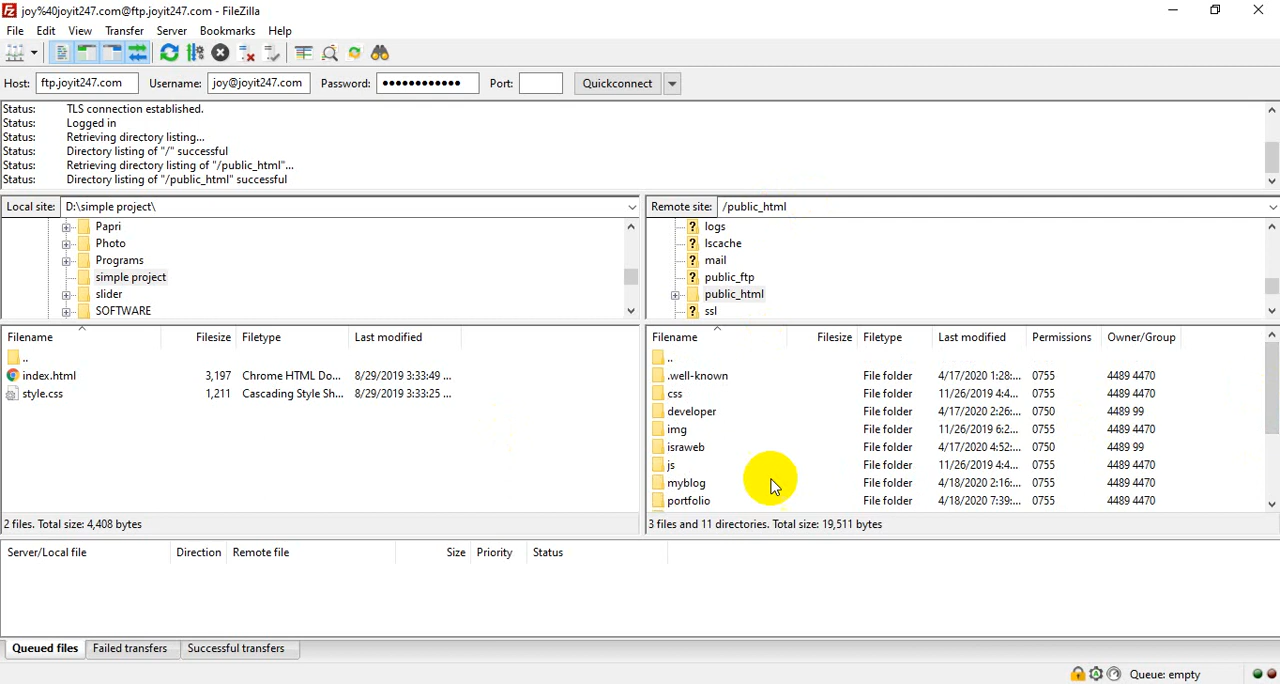 joy%40joyit247.com@ftp.joyit247.com - FileZilla
File Edit View Transfer Server Bookmarks Help
Host: ftp.joyit247.com Username: joy@joyit247.com Password: •••••••••••• Port: Quickconnect
Status: TLS connection established.
Status: Logged in
Status: Retrieving directory listing...
Status: Directory listing of "/" successful
Status: Retrieving directory listing of "/public_html"...
Status: Directory listing of "/public_html" successful
Local site: D:\simple project\
Papri
Photo
Programs
simple project
slider
SOFTWARE
Filename Filesize Filetype Last modified
..
index.html 3,197 Chrome HTML Do... 8/29/2019 3:33:49 ...
style.css 1,211 Cascading Style Sh... 8/29/2019 3:33:25 ...
2 files. Total size: 4,408 bytes
Remote site: /public_html
logs
lscache
mail
public_ftp
public_html
ssl
Filename Filesize Filetype Last modified Permissions Owner/Group
..
.well-known File folder 4/17/2020 1:28:... 0755 4489 4470
css File folder 11/26/2019 4:4... 0755 4489 4470
developer File folder 4/17/2020 2:26:... 0750 4489 99
img File folder 11/26/2019 6:2... 0755 4489 4470
israweb File folder 4/17/2020 4:52:... 0750 4489 99
js File folder 11/26/2019 4:4... 0755 4489 4470
myblog File folder 4/18/2020 2:16:... 0755 4489 4470
portfolio File folder 4/18/2020 7:39:... 0755 4489 4470
3 files and 11 directories. Total size: 19,511 bytes
Server/Local file Direction Remote file Size Priority Status
Queued files Failed transfers Successful transfers
Queue: empty